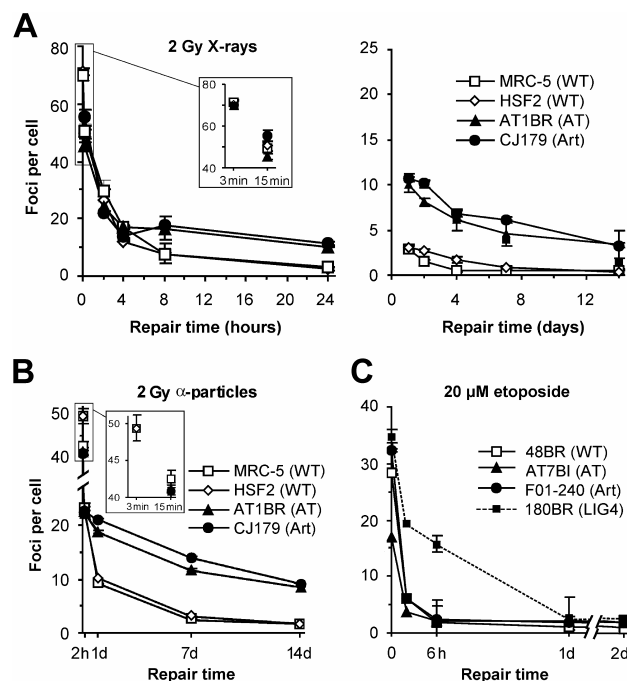 A
2 Gy X-rays
Foci per cell
80
60
40
20
0
0 4 8 12 16 20 24
Repair time (hours)
80
70
60
50
40
3 min 15 min
25
20
15
10
5
0
0 4 8 12
Repair time (days)
MRC-5 (WT)
HSF2 (WT)
AT1BR (AT)
CJ179 (Art)
B
2 Gy α-particles
Foci per cell
50
40
20
10
0
2h 1d 7d 14d
Repair time
50
45
40
3 min 15 min
MRC-5 (WT)
HSF2 (WT)
AT1BR (AT)
CJ179 (Art)
C
20 µM etoposide
40
30
20
10
0
0 6h 1d 2d
Repair time
48BR (WT)
AT7BI (AT)
F01-240 (Art)
180BR (LIG4)